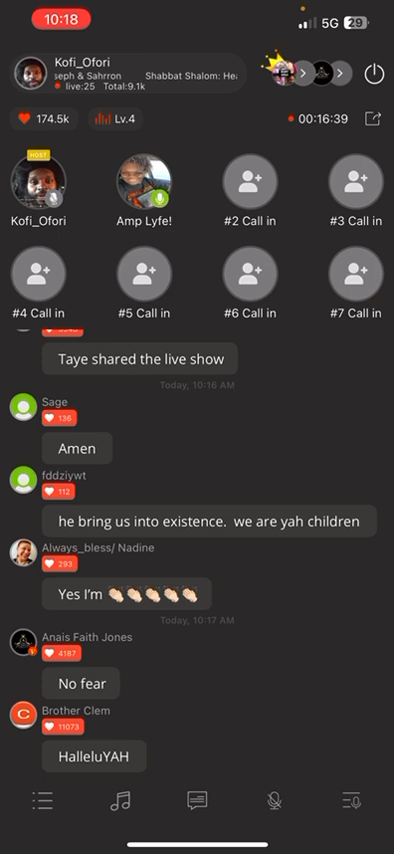 10:18
5G 29
Kofi_Ofori
seph & Sahrron Shabbat Shalom: Hea
live:25 Total:9.1k
174.5k
Lv.4
00:16:39
HOST
Kofi_Ofori
Amp Lyfe!
#2 Call in
#3 Call in
#4 Call in
#5 Call in
#6 Call in
#7 Call in
Taye shared the live show
Today, 10:16 AM
Sage
136
Amen
fddziywt
112
he bring us into existence. we are yah children
Always_bless/ Nadine
293
Yes I'm 👏🏻👏🏻👏🏻👏🏻👏🏻
Today, 10:17 AM
Anais Faith Jones
4187
No fear
C
Brother Clem
11073
HalleluYAH